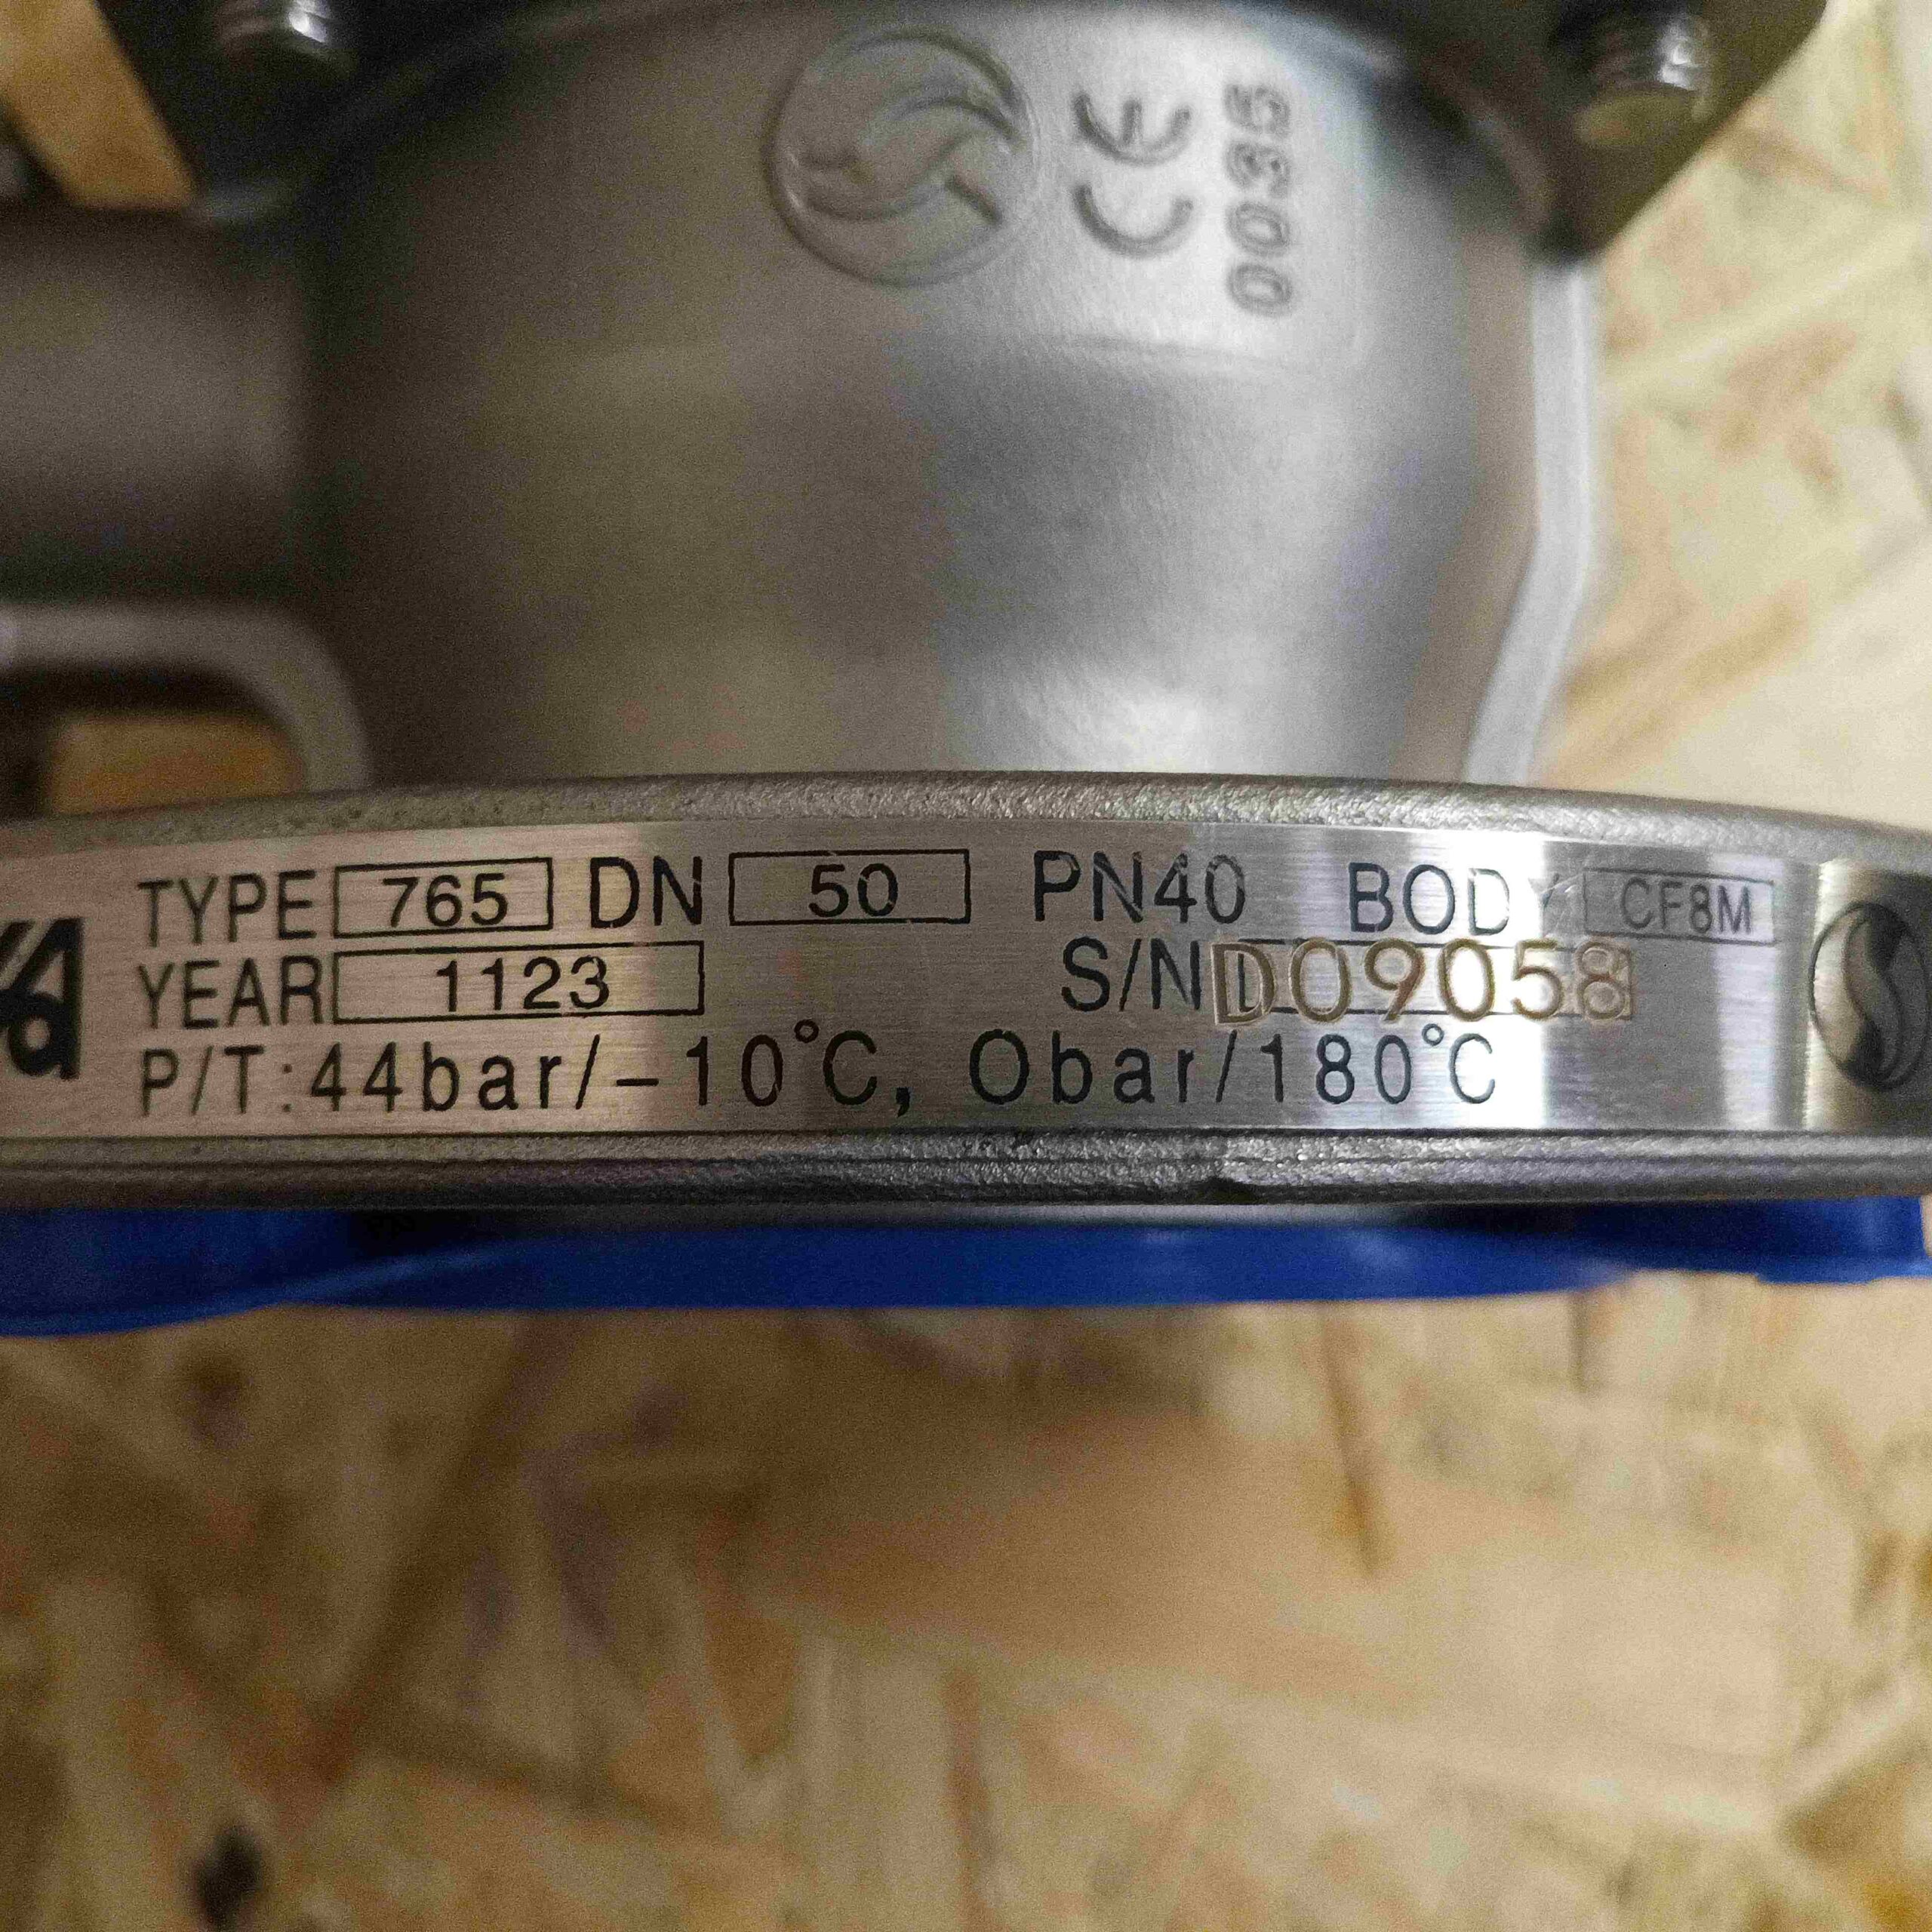 CE
0035
TYPE 765 DN 50 PN40 BODY CF8M
YEAR 1123 S/N D09058
P/T:44bar/-10°C, 0bar/180°C